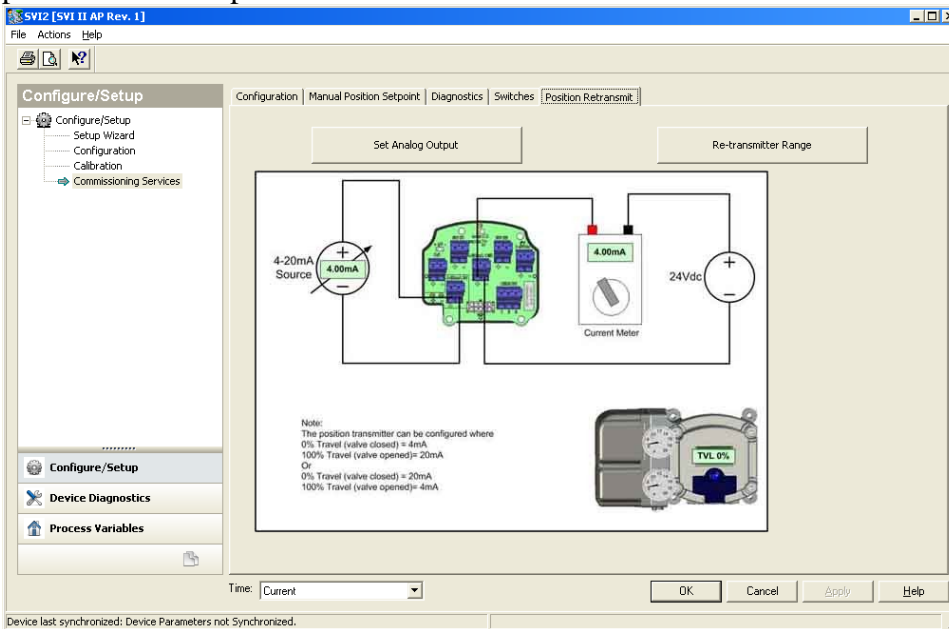 SVI2 [SVI II AP Rev. 1]
File Actions Help
Configure/Setup
Configure/Setup
Setup Wizard
Configuration
Calibration
Commissioning Services
Configure/Setup
Device Diagnostics
Process Variables
Configuration Manual Position Setpoint Diagnostics Switches Position Retransmit
Set Analog Output Re-transmitter Range
4-20mA
Source
+
4.00mA
4.00mA
Current Meter
24Vdc
+
Note:
The position transmitter can be configured where
0% Travel (valve closed) = 4mA
100% Travel (valve opened)= 20mA
Or
0% Travel (valve closed) = 20mA
100% Travel (valve opened)= 4mA
TVL 0%
Time: Current
OK Cancel Apply Help
Device last synchronized: Device Parameters not Synchronized.